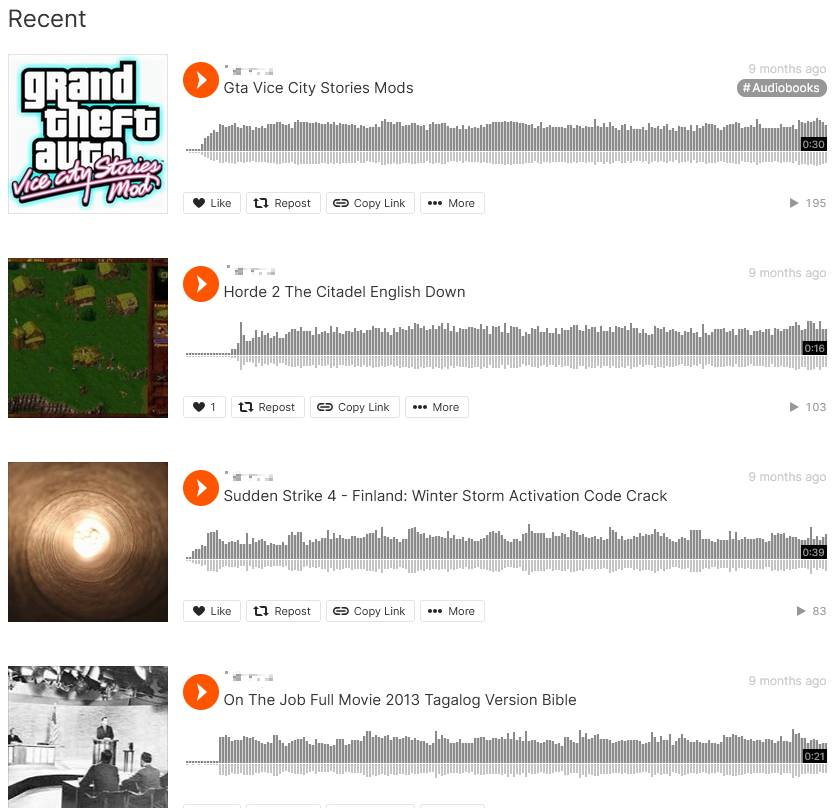 Recent
grand
theft
auto
Vice City Stories
Mod
9 months ago
Gta Vice City Stories Mods
#Audiobooks
0:30
Like
Repost
Copy Link
More
195
9 months ago
Horde 2 The Citadel English Down
0:16
1
Repost
Copy Link
More
103
9 months ago
Sudden Strike 4 - Finland: Winter Storm Activation Code Crack
0:39
Like
Repost
Copy Link
More
83
9 months ago
On The Job Full Movie 2013 Tagalog Version Bible
0:21